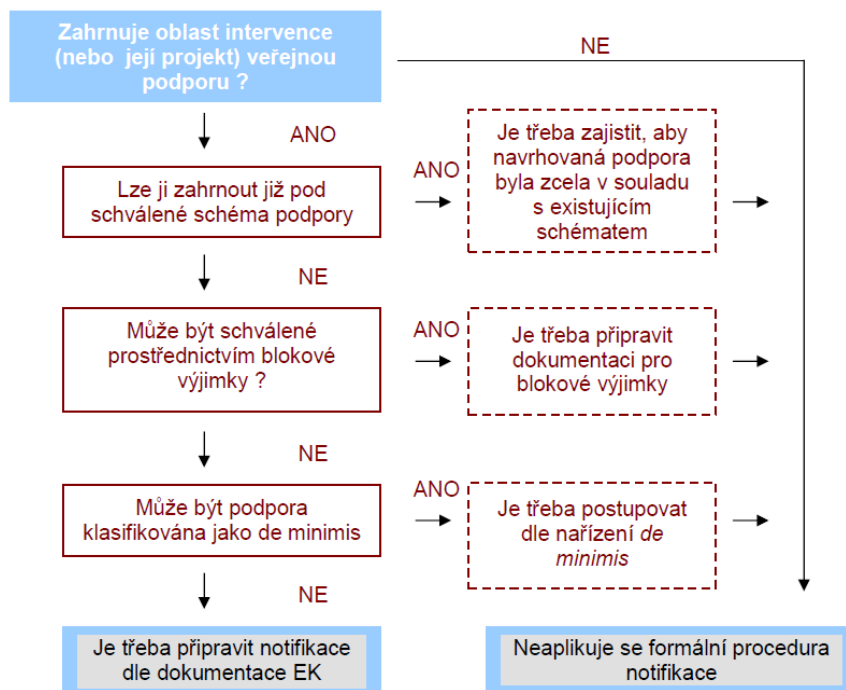 Zahrnuje oblast intervence
(nebo její projekt) veřejnou
podporu ?
NE
ANO
Lze ji zahrnout již pod
schválené schéma podpory
ANO
Je třeba zajistit, aby
navrhovaná podpora
byla zcela v souladu
s existujícím
schématem
NE
Může být schválené
prostřednictvím blokové
výjimky ?
ANO
Je třeba připravit
dokumentaci pro
blokové výjimky
NE
Může být podpora
klasifikována jako de minimis
ANO
Je třeba postupovat
dle nařízení de
minimis
NE
Je třeba připravit notifikace
dle dokumentace EK
Neaplikuje se formální procedura
notifikace